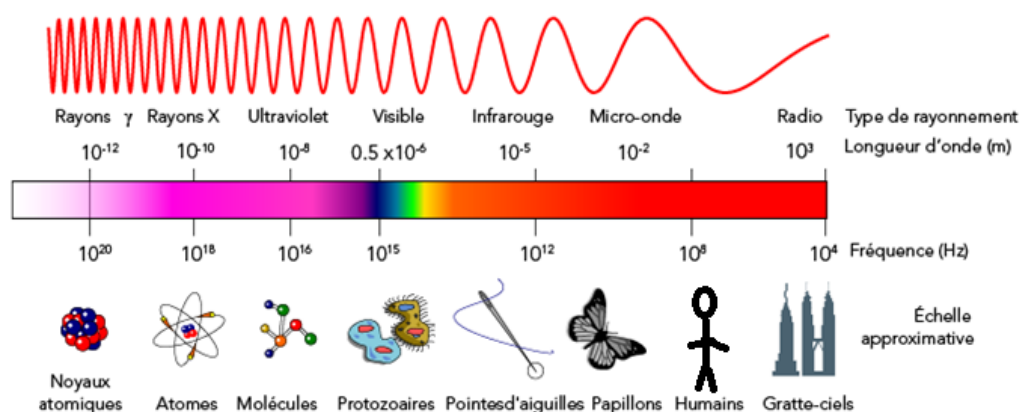 Rayons γ Rayons X Ultraviolet Visible Infrarouge Micro-onde Radio Type de rayonnement
10⁻¹² 10⁻¹⁰ 10⁻⁸ 0.5 x10⁻⁶ 10⁻⁵ 10⁻² 10³ Longueur d'onde (m)
10²⁰ 10¹⁸ 10¹⁶ 10¹⁵ 10¹² 10⁸ 10⁴ Fréquence (Hz)
Échelle
approximative
Noyaux
atomiques Atomes Molécules Protozoaires Pointesd'aiguilles Papillons Humains Gratte-ciels